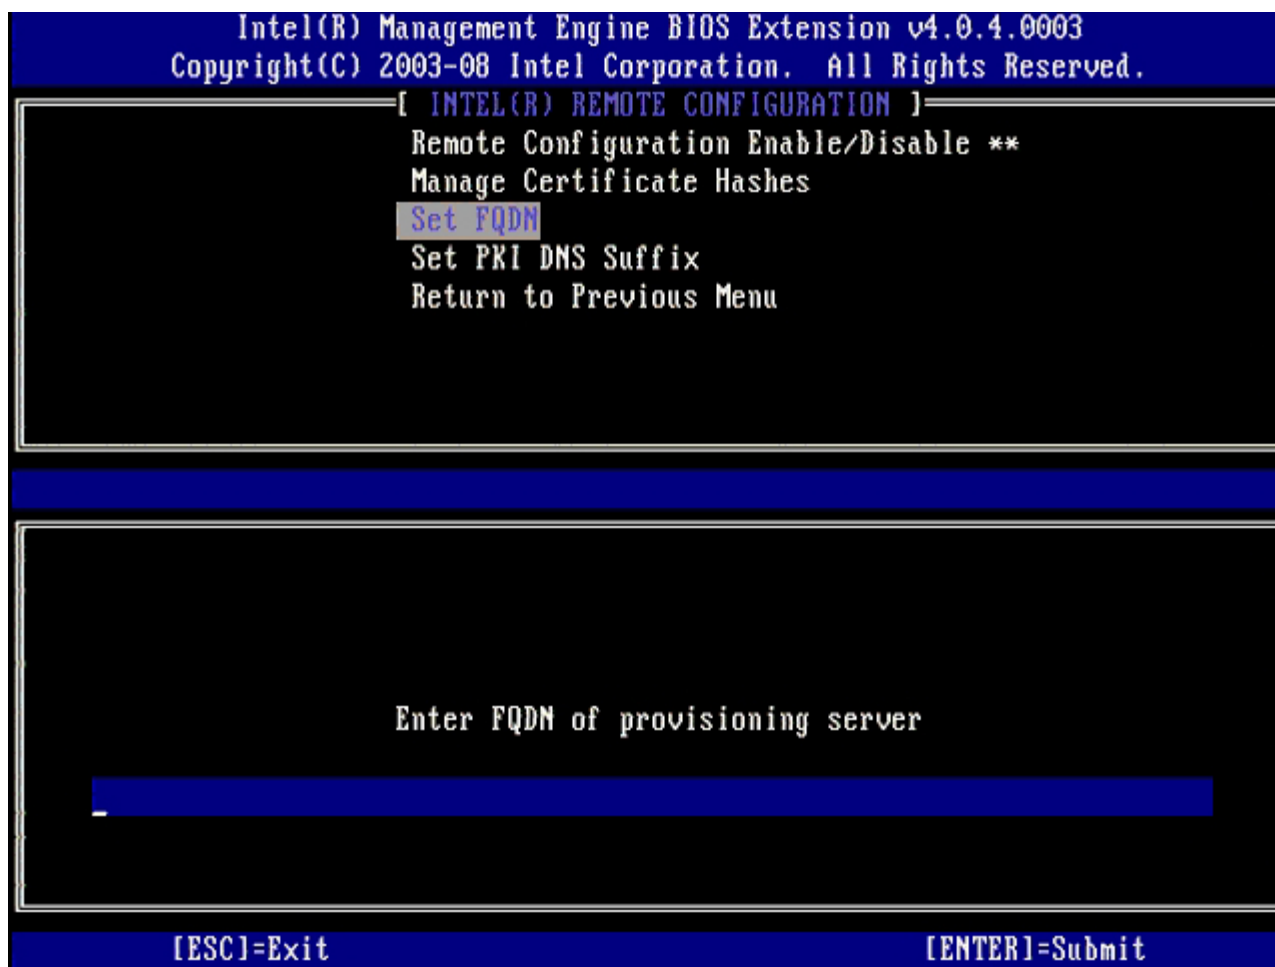 Intel(R) Management Engine BIOS Extension v4.0.4.0003
Copyright(C) 2003-08 Intel Corporation. All Rights Reserved.
[ INTEL(R) REMOTE CONFIGURATION ]
Remote Configuration Enable/Disable **
Manage Certificate Hashes
Set FQDN
Set PKI DNS Suffix
Return to Previous Menu
Enter FQDN of provisioning server
[ESC]=Exit [ENTER]=Submit